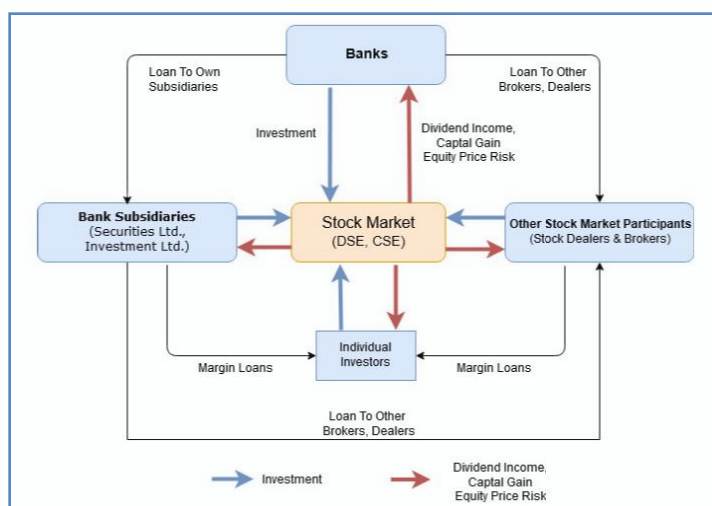 Banks
Loan To Own
Subsidiaries
Loan To Other
Brokers, Dealers
Investment
Dividend Income,
Captal Gain
Equity Price Risk
Bank Subsidiaries
(Securities Ltd.,
Investment Ltd.)
Stock Market
(DSE, CSE)
Other Stock Market Participants
(Stock Dealers & Brokers)
Individual
Investors
Margin Loans
Margin Loans
Loan To Other
Brokers, Dealers
Investment
Dividend Income,
Captal Gain
Equity Price Risk